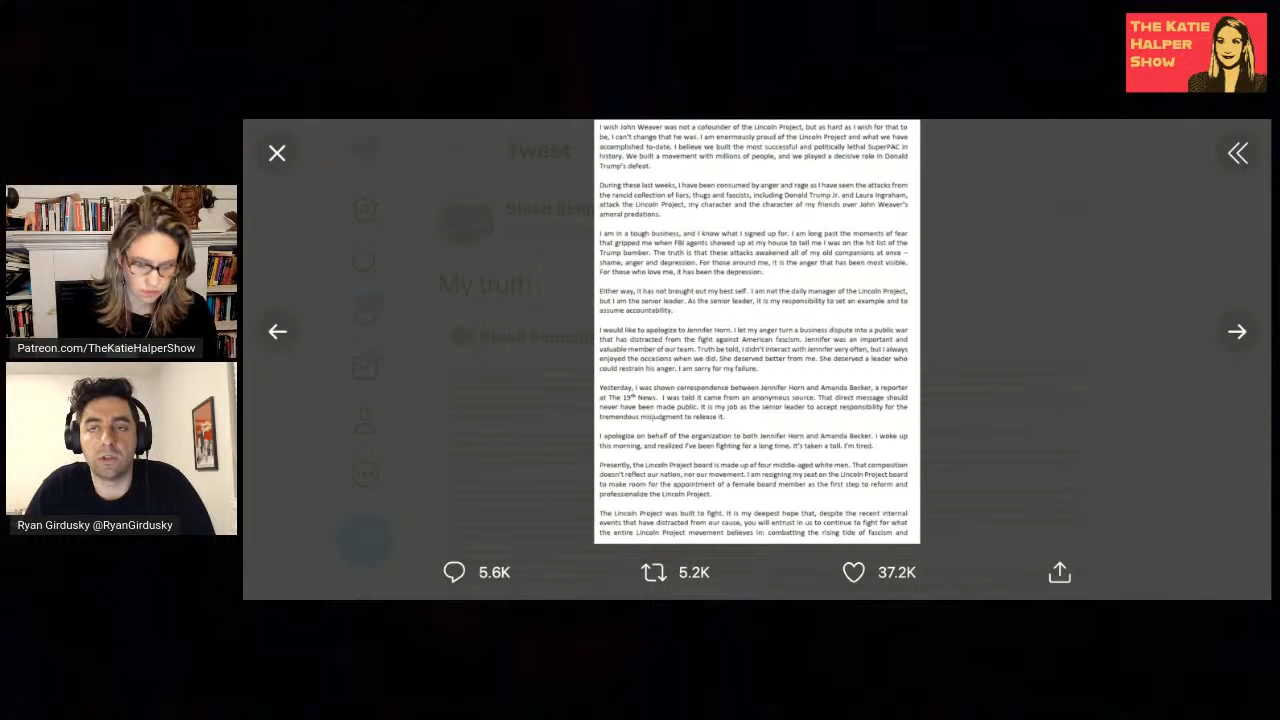 THE KATIE
HALPER
SHOW
Tweet
My truth
I wish John Weaver was not a cofounder of the Lincoln Project, but as hard as I wish for that to
be, I can't change that he was. I am enormously proud of the Lincoln Project and what we have
accomplished to-date. I believe we built the most successful and politically lethal SuperPAC in
history. We built a movement with millions of people, and we played a decisive role in Donald
Trump's defeat.
During these last weeks, I have been consumed by anger and rage as I have seen the attacks from
the rancid collection of liars, thugs and fascists, including Donald Trump Jr. and Laura Ingraham,
attack the Lincoln Project, my character and the character of my friends over John Weaver's
amoral predations.
I am in a tough business, and I know what I signed up for. I am long past the moments of fear
that gripped me when FBI agents showed up at my house to tell me I was on the hit list of the
Trump bomber. The truth is that these attacks awakened all of my old companions at once –
shame, anger and depression. For those around me, it is the anger that has been most visible.
For those who love me, it has been the depression.
Either way, it has not brought out my best self. I am not the daily manager of the Lincoln Project,
but I am the senior leader. As the senior leader, it is my responsibility to set an example and to
assume accountability.
I would like to apologize to Jennifer Horn. I let my anger turn a business dispute into a public war
that has distracted from the fight against American fascism. Jennifer was an important and
valuable member of our team. Truth be told, I didn't interact with Jennifer very often, but I always
enjoyed the occasions when we did. She deserved better from me. She deserved a leader who
could restrain his anger. I am sorry for my failure.
Yesterday, I was shown correspondence between Jennifer Horn and Amanda Becker, a reporter
at The 19th News. I was told it came from an anonymous source. That direct message should
never have been made public. It is my job as the senior leader to accept responsibility for the
tremendous misjudgment to release it.
I apologize on behalf of the organization to both Jennifer Horn and Amanda Becker. I woke up
this morning, and realized I've been fighting for a long time. It's taken a toll. I'm tired.
Presently, the Lincoln Project board is made up of four middle-aged white men. That composition
doesn't reflect our nation, nor our movement. I am resigning my seat on the Lincoln Project board
to make room for the appointment of a female board member as the first step to reform and
professionalize the Lincoln Project.
The Lincoln Project was built to fight. It is my deepest hope that, despite the recent internal
events that have distracted from our cause, you will entrust in us to continue to fight for what
the entire Lincoln Project movement believes in: combatting the rising tide of fascism and
5.6K
5.2K
37.2K
Patreon.com/TheKatieHalperShow
Ryan Girdusky @RyanGirdusky